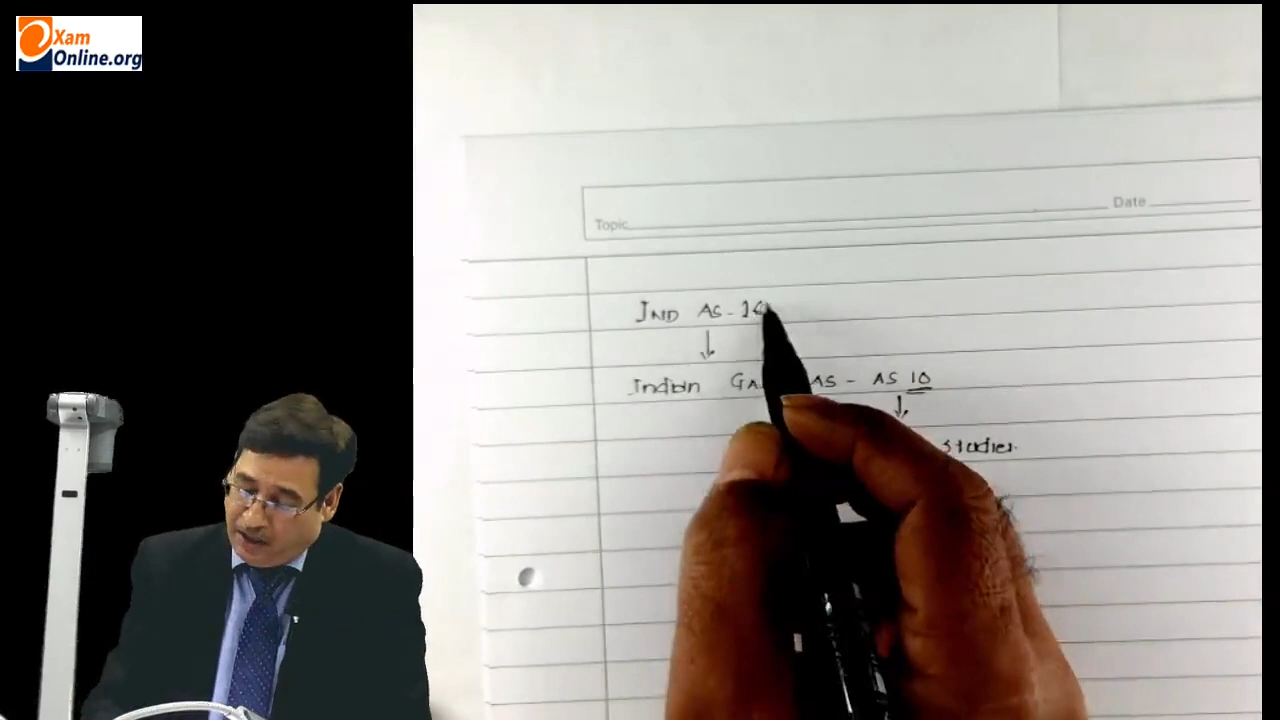 Xam
Online.org
Topic
Date
IND AS - 16
Indian GA AS - AS 10
studies.